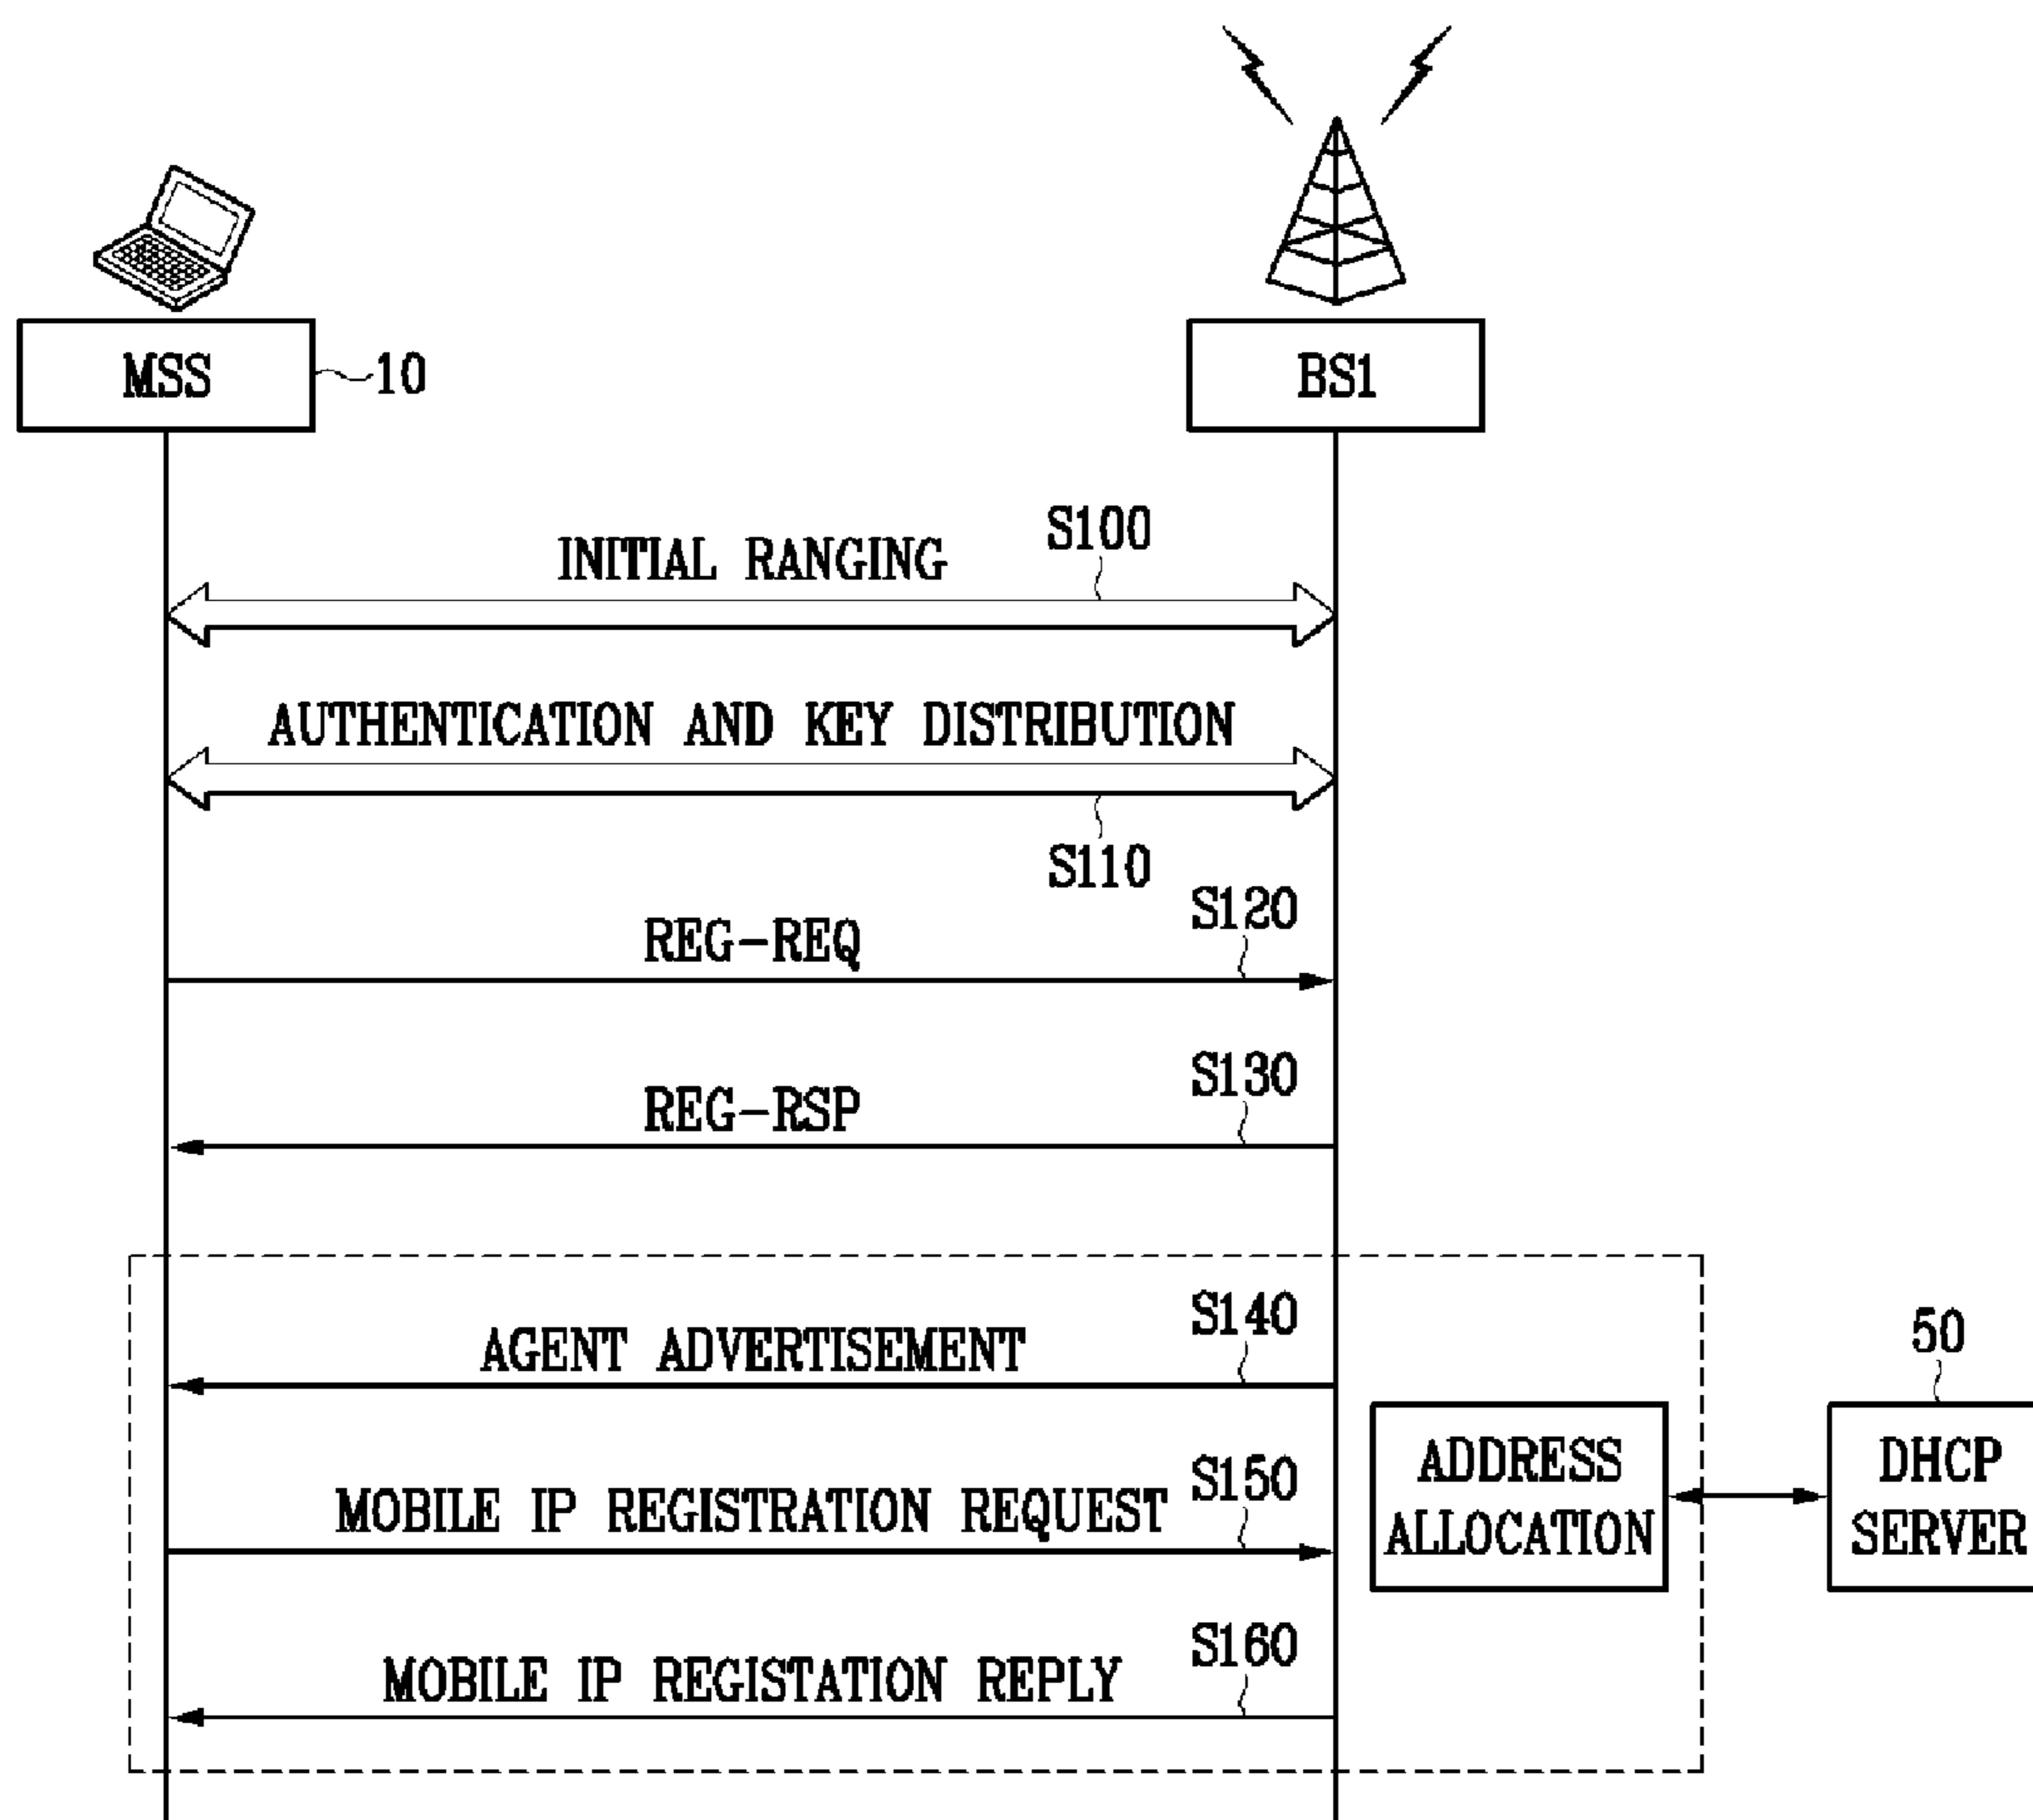 MSS
10
BS1
INITIAL RANGING
S100
AUTHENTICATION AND KEY DISTRIBUTION
S110
S120
REG-REQ
S130
REG-RSP
S140
AGENT ADVERTISEMENT
50
ADDRESS
ALLOCATION
DHCP
SERVER
S150
MOBILE IP REGISTRATION REQUEST
S160
MOBILE IP REGISTATION REPLY